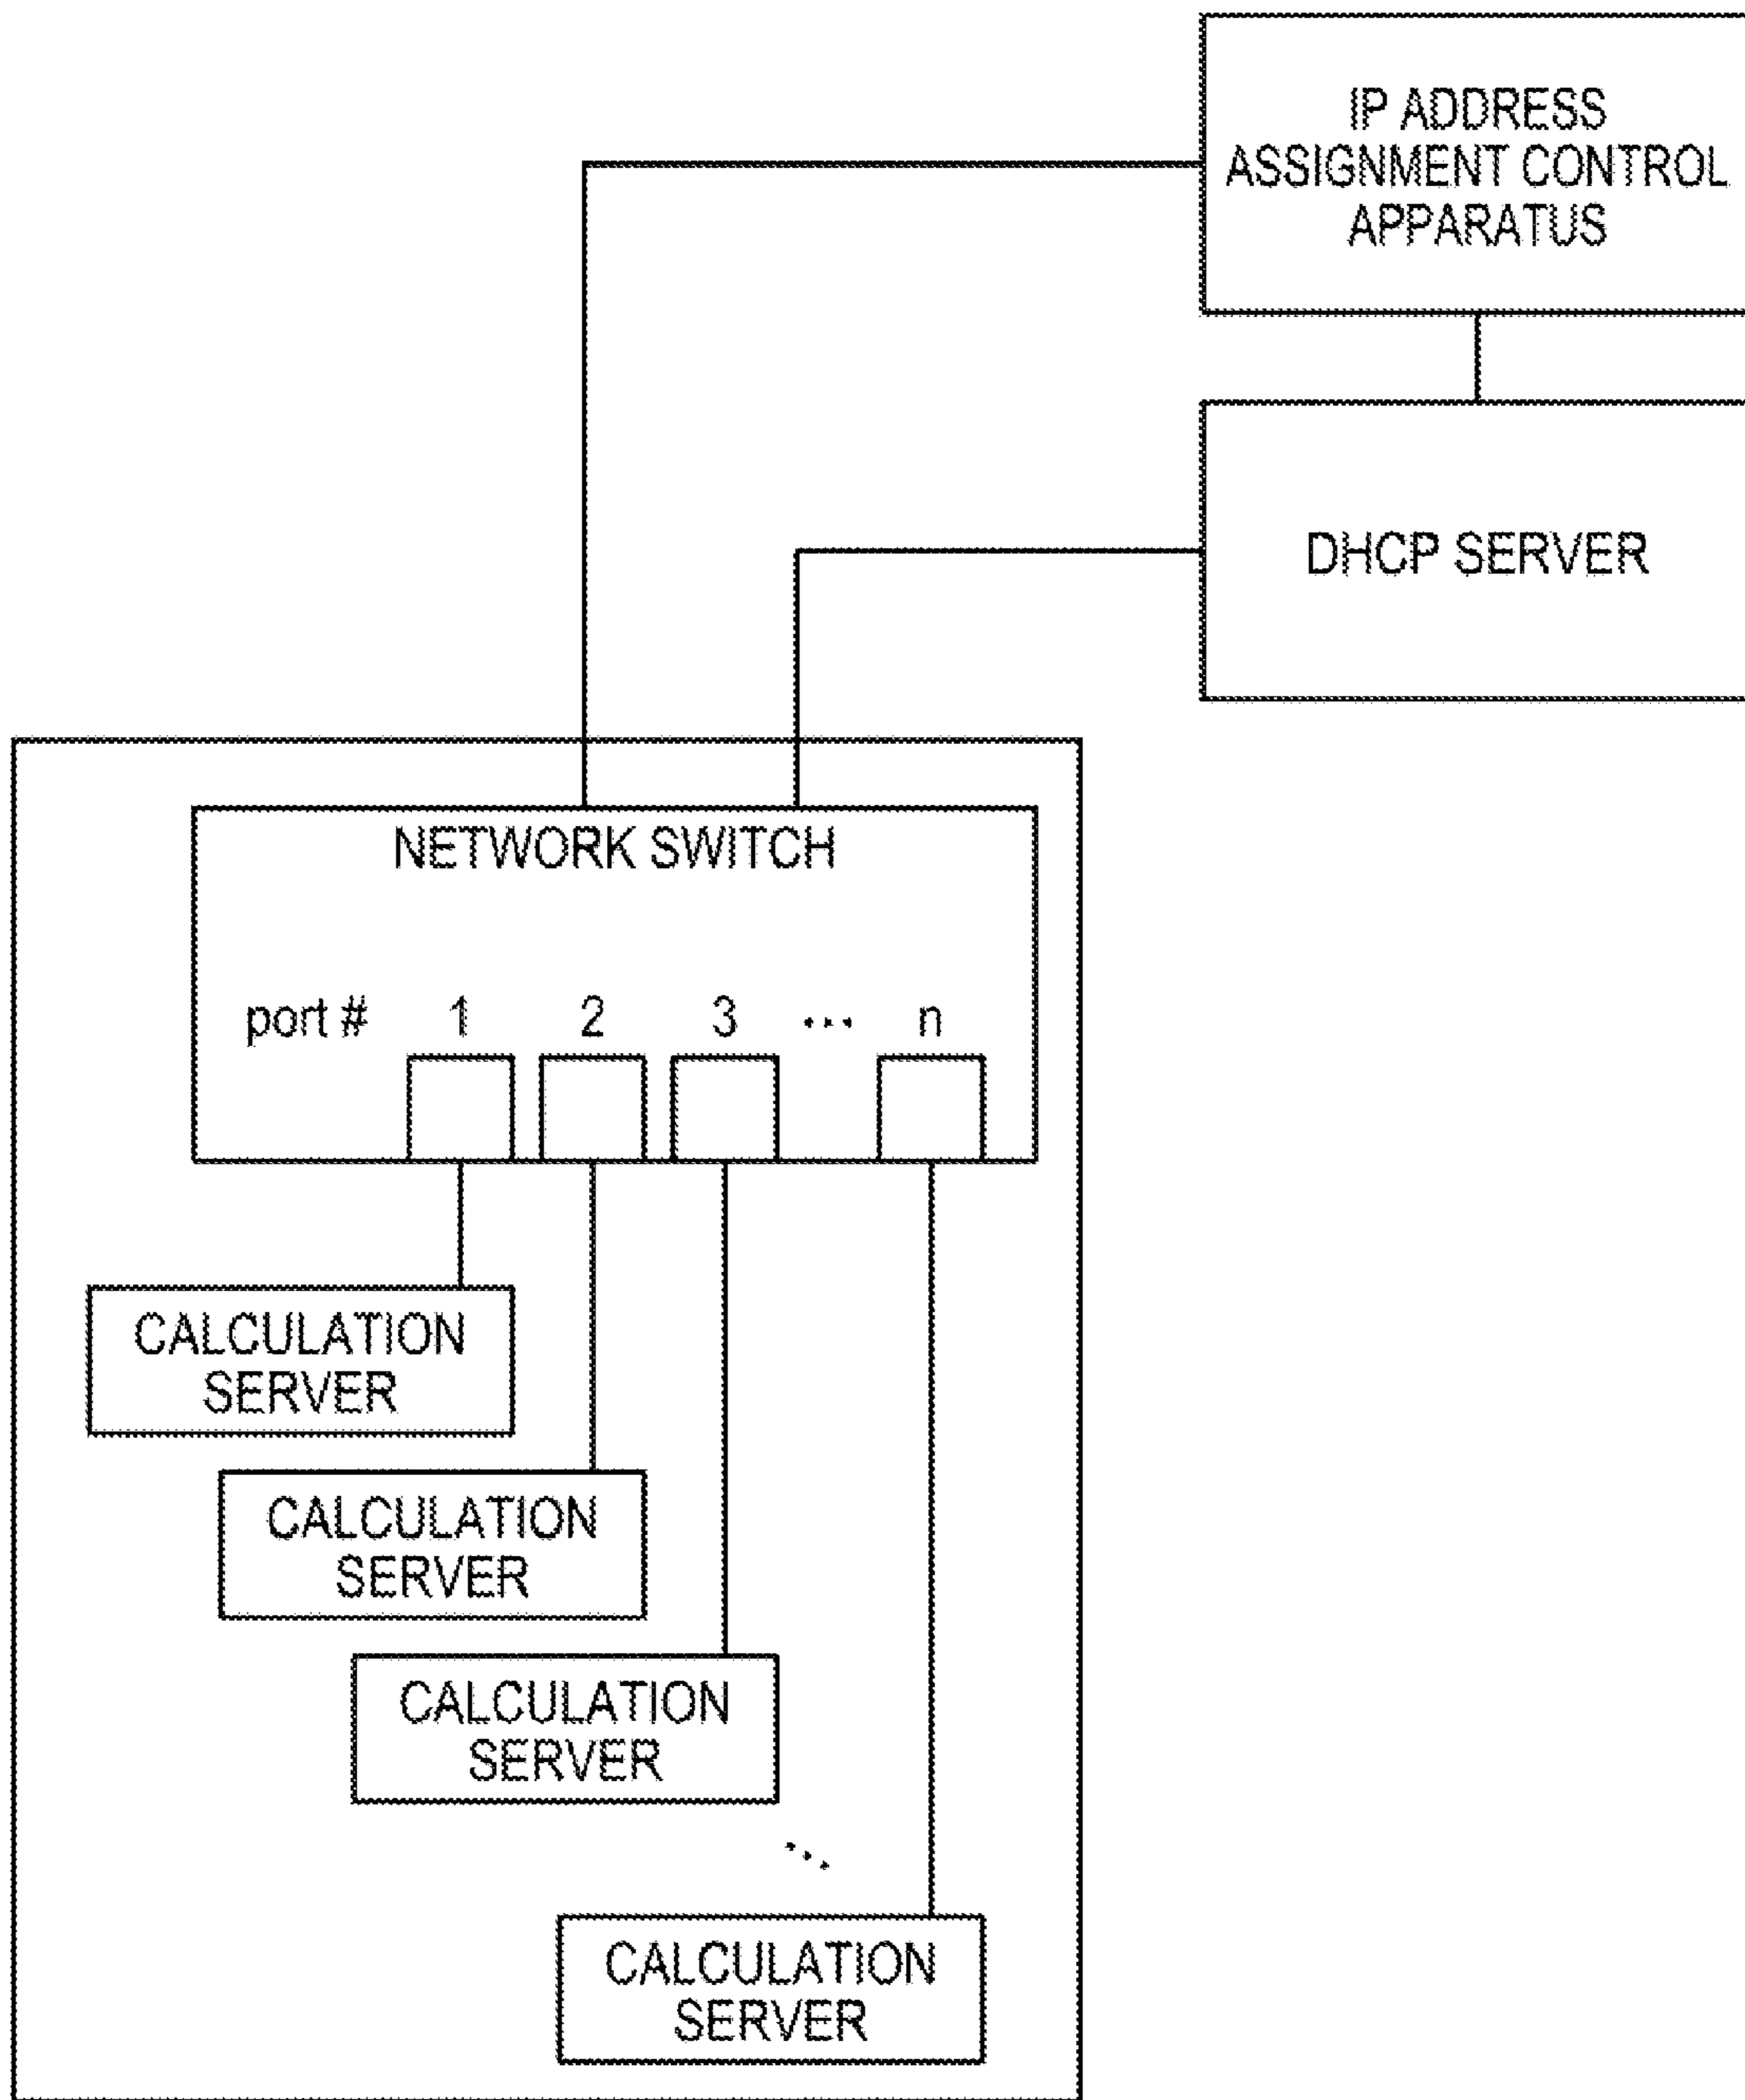 IP ADDRESS
ASSIGNMENT CONTROL
APPARATUS
DHCP SERVER
NETWORK SWITCH
port # 1 2 3 ... n
CALCULATION
SERVER
CALCULATION
SERVER
CALCULATION
SERVER
...
CALCULATION
SERVER